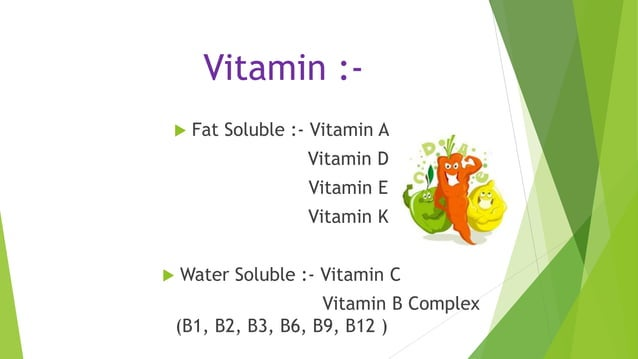 Vitamin :-
Fat Soluble :- Vitamin A
Vitamin D
Vitamin E
Vitamin K
Water Soluble :- Vitamin C
Vitamin B Complex
(B1, B2, B3, B6, B9, B12 )
C D A E